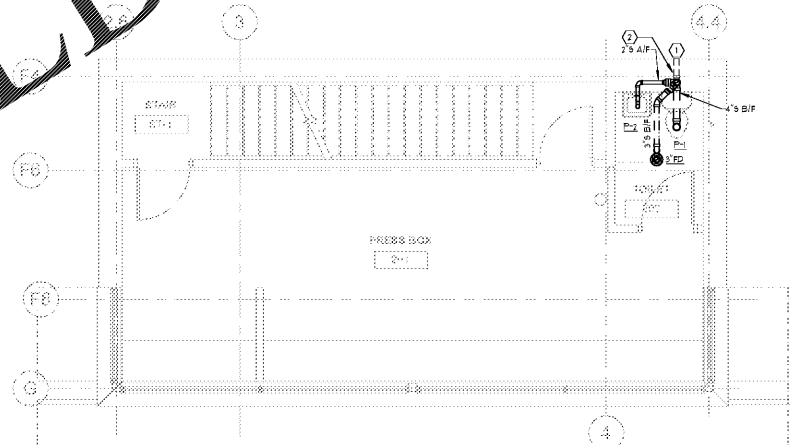 2.6
3
4.4
2
1
2"S A/F
F4
4"S B/F
STAIR
ST-1
P-2
3"S B/F
P-1
3"FD
F6
TOILET
PRESS BOX
F8
G
4